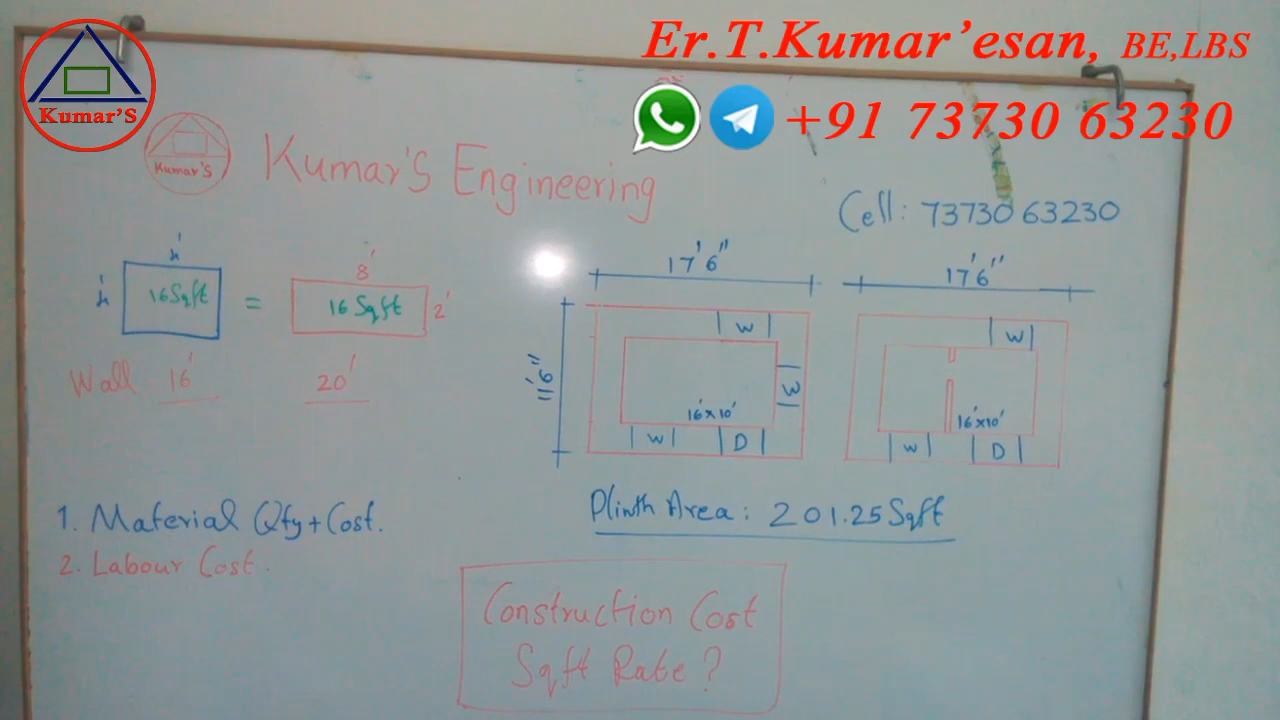 Er.T.Kumar'esan, BE,LBS
+91 73730 63230
Kumar'S
Kumar'S
Kumar'S Engineering
Cell: 73730 63230
4'
4'
16 Sqft
=
8'
16 Sqft
2'
Wall 16'
20'
17'6"
11'6"
W
W
16'x10'
W
D
17'6"
W
16'x10'
W
D
1. Material Qty + Cost.
2. Labour Cost.
Plinth Area: 201.25 Sqft
Construction Cost
Sqft Rate?